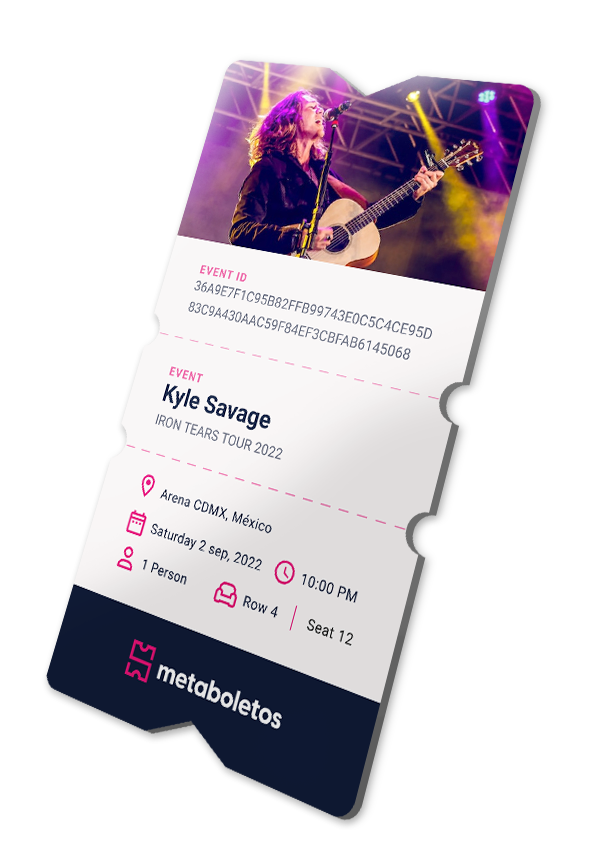 EVENT ID
36A9E7F1C95B82FFB99743E0C5C4CE95D
83C9A430AAC59F84EF3CBFAB6145068
EVENT
Kyle Savage
IRON TEARS TOUR 2022
Arena CDMX, México
Saturday 2 sep, 2022 10:00 PM
1 Person Row 4 | Seat 12
metaboletos